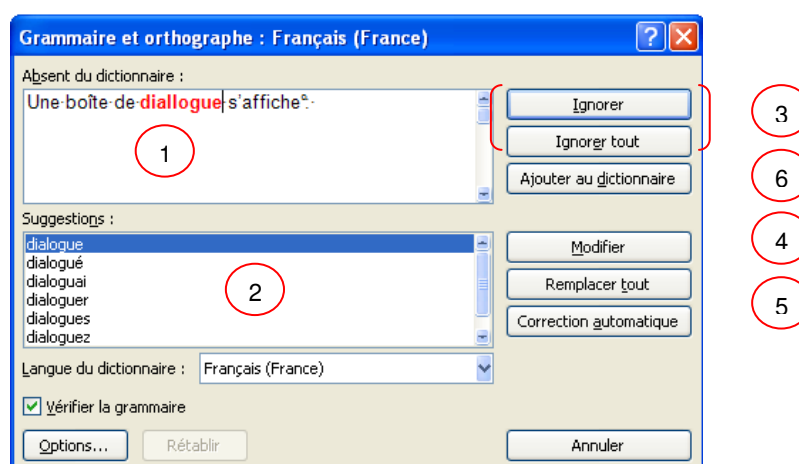 Grammaire et orthographe : Français (France)
Absent du dictionnaire :
Une·boîte·de·diallogue·s'affiche°:·
1
Ignorer
Ignorer tout
3
Ajouter au dictionnaire
6
Suggestions :
dialogue
dialogué
dialoguai
dialoguer
dialogues
dialoguez
2
Modifier
4
Remplacer tout
Correction automatique
5
Langue du dictionnaire : Français (France)
Vérifier la grammaire
Options...
Rétablir
Annuler